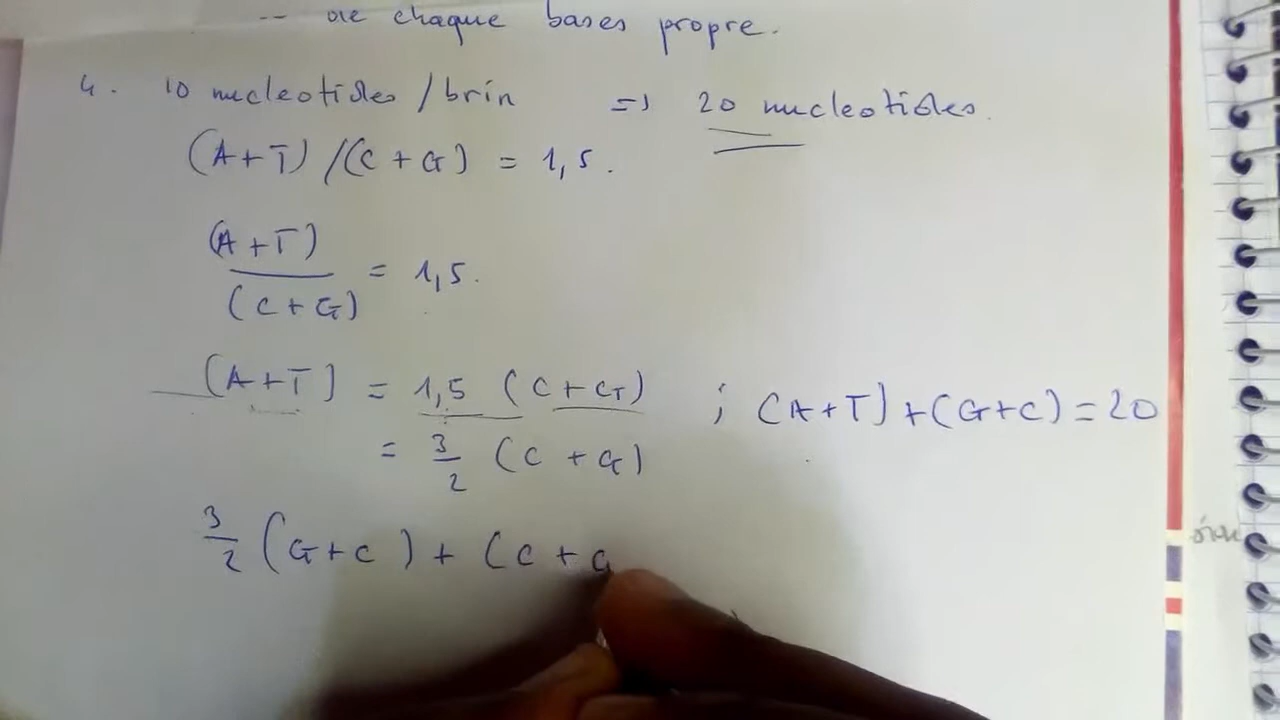 -- de chaque bases propre.
4. 10 nucleotides / brin => 20 nucleotides.
(A+T) /(C + G) = 1,5.
(A+T)
/ (C+G) = 1,5.
(A+T) = 1,5 (C+G) ; (A+T)+(G+C)=20
= 3/2 (C + G)
3/2 (G+C) + (C + G